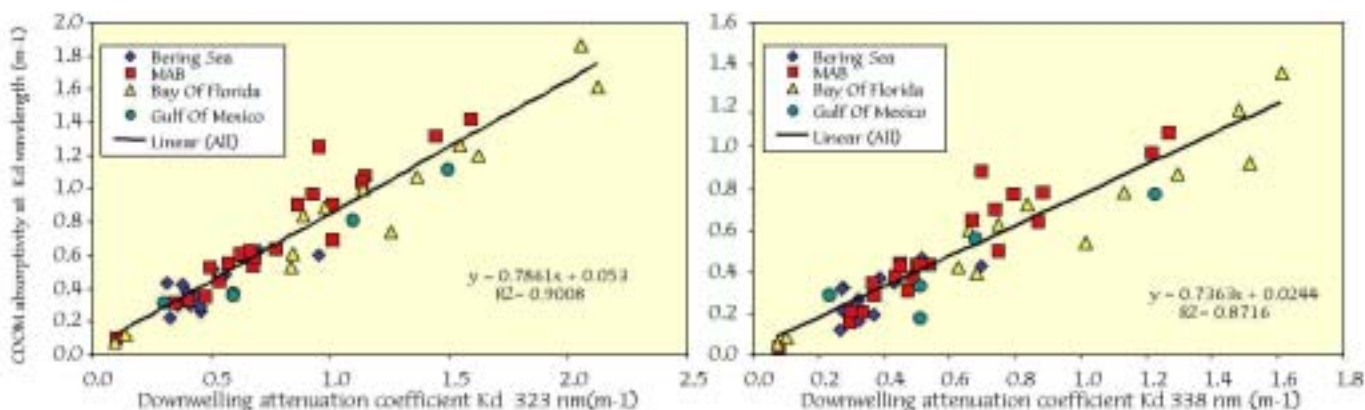 CDOM absorptivity at Kd wavelength (m-1)
2.0
1.8
1.6
1.4
1.2
1.0
0.8
0.6
0.4
0.2
0.0
Bering Sea
MAB
Bay Of Florida
Gulf Of Mexico
Linear (All)
y = 0.7861x + 0.053
R2= 0.9008
0.0 0.5 1.0 1.5 2.0 2.5
Downwelling attenuation coefficient Kd 323 nm(m-1)
1.6
1.4
1.2
1.0
0.8
0.6
0.4
0.2
0.0
Bering Sea
MAB
Bay Of Florida
Gulf Of Mexico
Linear (All)
y = 0.7363x + 0.0244
R2= 0.8716
0.0 0.2 0.4 0.6 0.8 1.0 1.2 1.4 1.6 1.8
Downwelling attenuation coefficient Kd 338 nm (m-1)